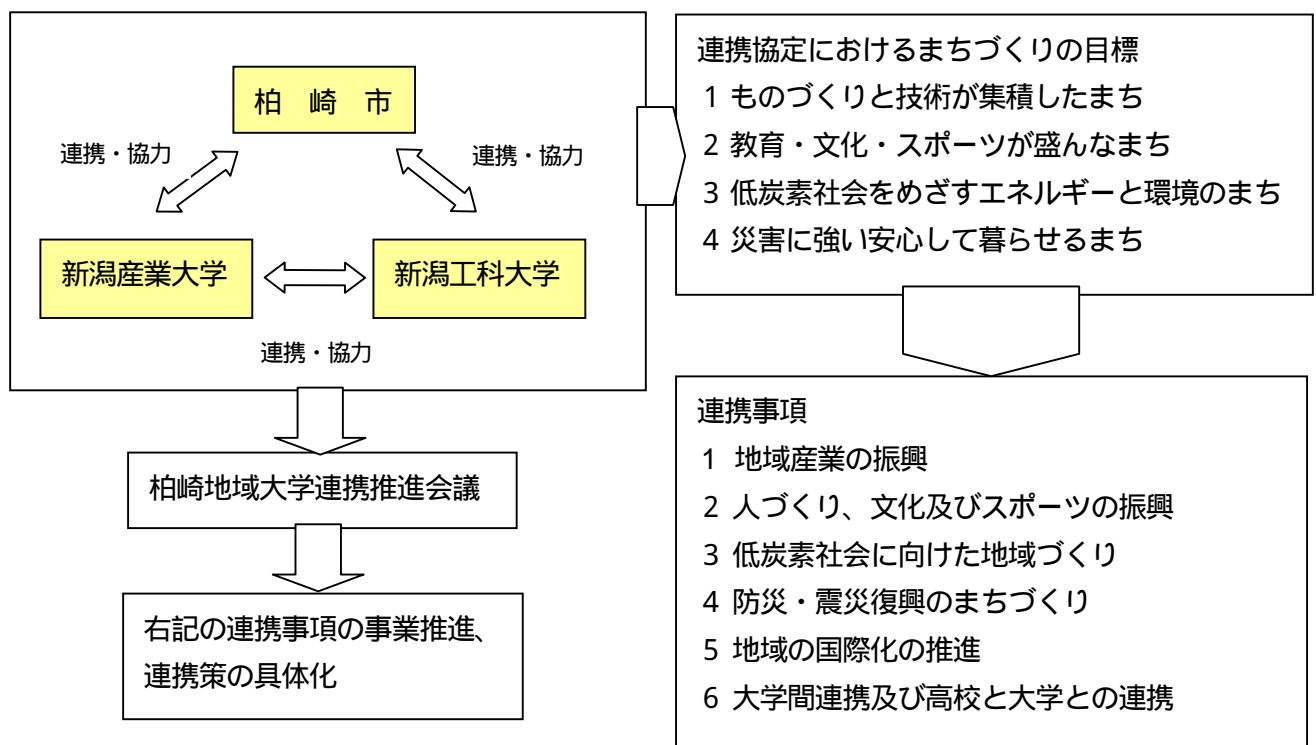 柏 崎 市
連携・協力
連携・協力
新潟産業大学
新潟工科大学
連携・協力
柏崎地域大学連携推進会議
右記の連携事項の事業推進、
連携策の具体化
連携協定におけるまちづくりの目標
1 ものづくりと技術が集積したまち
2 教育・文化・スポーツが盛んなまち
3 低炭素社会をめざすエネルギーと環境のまち
4 災害に強い安心して暮らせるまち
連携事項
1 地域産業の振興
2 人づくり、文化及びスポーツの振興
3 低炭素社会に向けた地域づくり
4 防災・震災復興のまちづくり
5 地域の国際化の推進
6 大学間連携及び高校と大学との連携